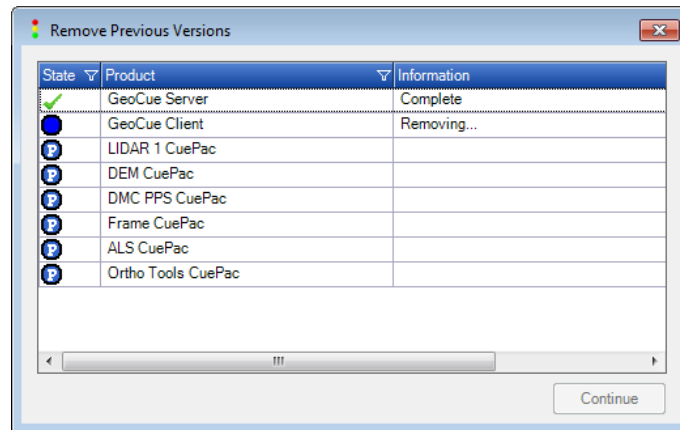 Remove Previous Versions
State Product Information
GeoCue Server Complete
GeoCue Client Removing...
P LIDAR 1 CuePac
P DEM CuePac
P DMC PPS CuePac
P Frame CuePac
P ALS CuePac
P Ortho Tools CuePac
Continue